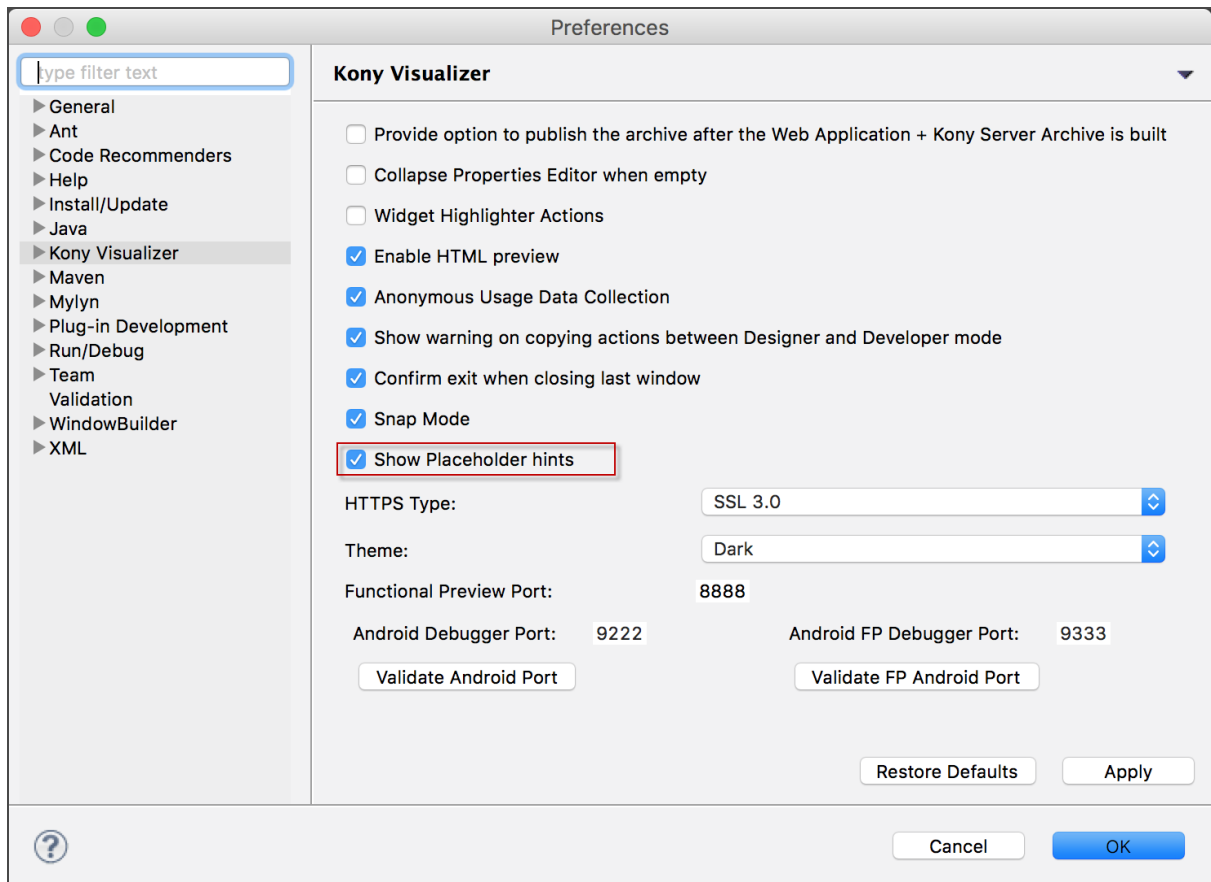 Preferences
type filter text
General
Ant
Code Recommenders
Help
Install/Update
Java
Kony Visualizer
Maven
Mylyn
Plug-in Development
Run/Debug
Team
Validation
WindowBuilder
XML
Kony Visualizer
Provide option to publish the archive after the Web Application + Kony Server Archive is built
Collapse Properties Editor when empty
Widget Highlighter Actions
Enable HTML preview
Anonymous Usage Data Collection
Show warning on copying actions between Designer and Developer mode
Confirm exit when closing last window
Snap Mode
Show Placeholder hints
HTTPS Type: SSL 3.0
Theme: Dark
Functional Preview Port: 8888
Android Debugger Port: 9222 Android FP Debugger Port: 9333
Validate Android Port Validate FP Android Port
Restore Defaults Apply
? Cancel OK